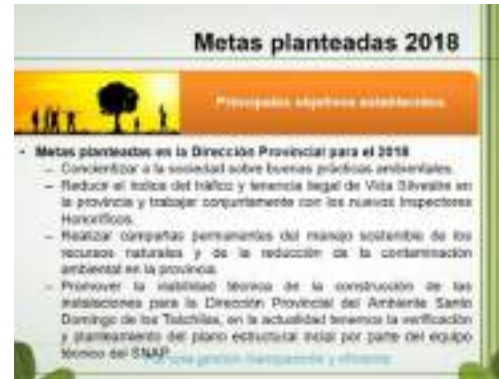 Metas planteadas 2018
Principales objetivos establecidos
• Metas planteadas en la Dirección Provincial para el 2018
– Concientizar a la sociedad sobre buenas prácticas ambientales.
– Reducir el índice del tráfico y tenencia ilegal de Vida Silvestre en
la provincia y trabajar conjuntamente con los nuevos Inspectores
Honoríficos.
– Realizar campañas permanentes del manejo sostenible de los
recursos naturales y de la reducción de la contaminación
ambiental en la provincia.
– Promover la viabilidad técnica de la construcción de las
instalaciones para la Dirección Provincial del Ambiente Santo
Domingo de los Tsáchilas, en la actualidad tenemos la verificación
y planteamiento del plano estructural inicial por parte del equipo
técnico del SNAP.
Por una gestión transparente y eficiente